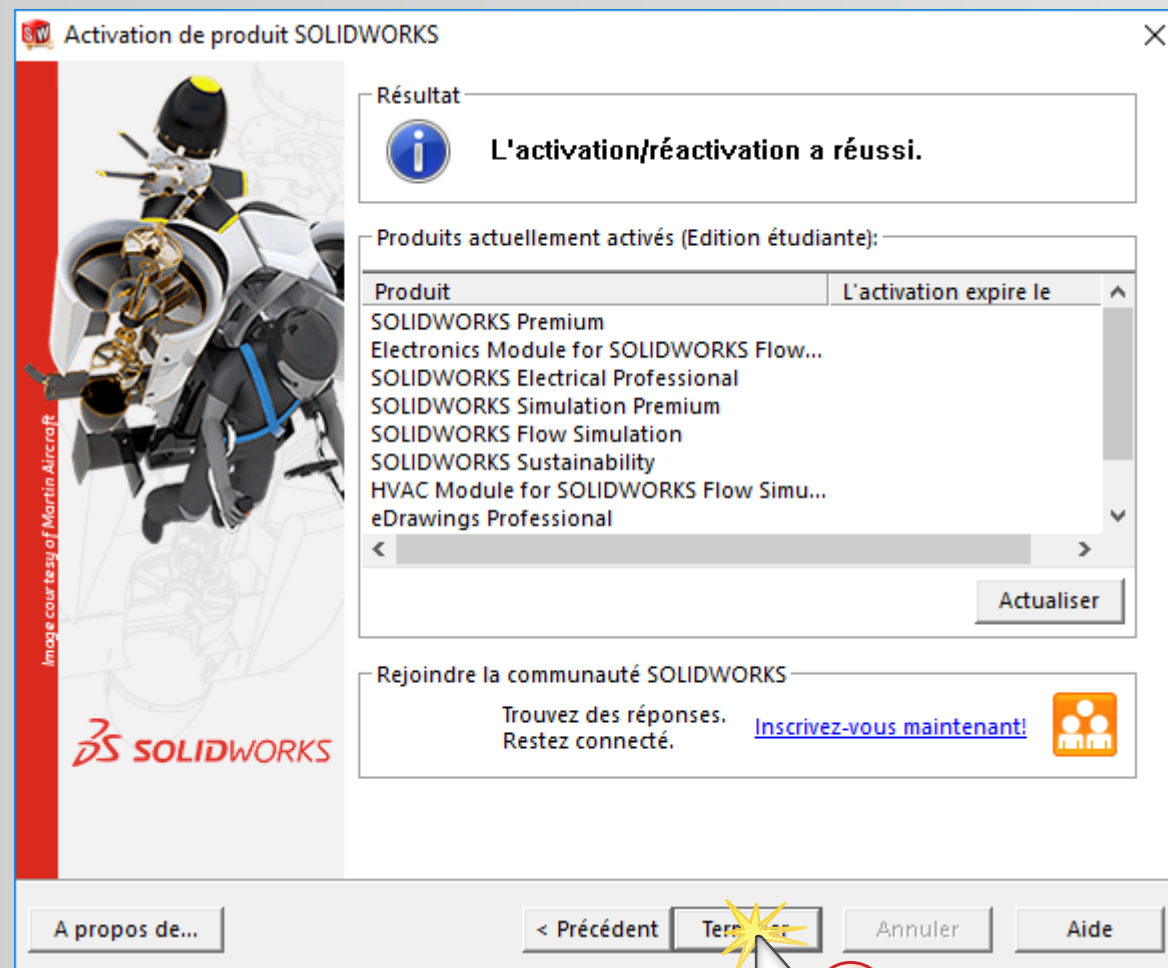 Activation de produit SOLIDWORKS
Résultat
L'activation/réactivation a réussi.
Produits actuellement activés (Edition étudiante):
Produit L'activation expire le
SOLIDWORKS Premium
Electronics Module for SOLIDWORKS Flow...
SOLIDWORKS Electrical Professional
SOLIDWORKS Simulation Premium
SOLIDWORKS Flow Simulation
SOLIDWORKS Sustainability
HVAC Module for SOLIDWORKS Flow Simu...
eDrawings Professional
Actualiser
Image courtesy of Martin Aircraft
Rejoindre la communauté SOLIDWORKS
Trouvez des réponses.
Restez connecté.
Inscrivez-vous maintenant!
SOLIDWORKS
A propos de... < Précédent Annuler Aide